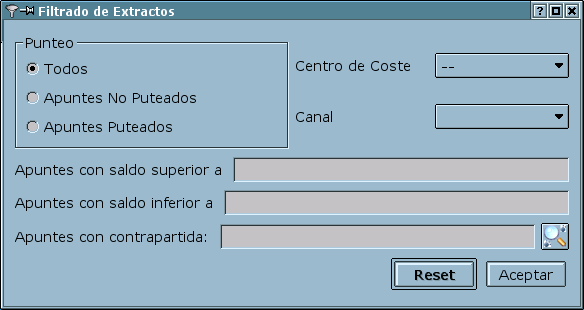 Filtrado de Extractos
Punteo
Todos
Apuntes No Puteados
Apuntes Puteados
Centro de Coste
--
Canal
Apuntes con saldo superior a
Apuntes con saldo inferior a
Apuntes con contrapartida:
Reset
Aceptar